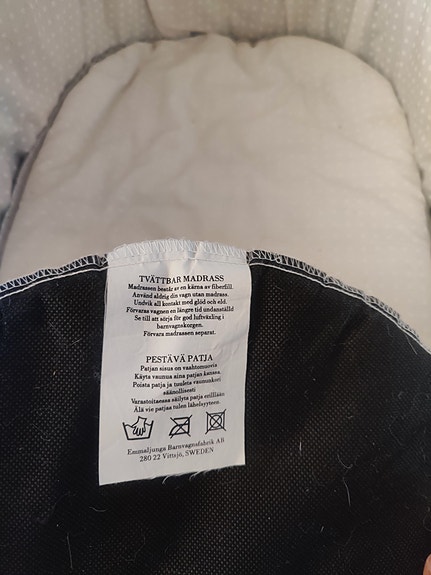 TVÄTTBAR MADRASS
Madrassen består av en kärna av fiberfill.
Använd aldrig din vagn utan madrass.
Undvik all kontakt med glöd och eld.
Förvaras vagnen en längre tid undanställd
Se till att sörja för god luftväxling i
barnvagnskorgen.
Förvara madrassen separat.
PESTÄVÄ PATJA
Patjan sisus on vaahtomuovia
Käytä vaunua aina patjan kanssa.
Poista patja ja tuuleta vaunukori
säännöllisesti
Varastoitaessa säilytä patjan erillään
Älä vie patjaa tulen läheisyyteen.
Emmaljunga Barnvagnsfabrik AB
280 22 Vittsjö, SWEDEN